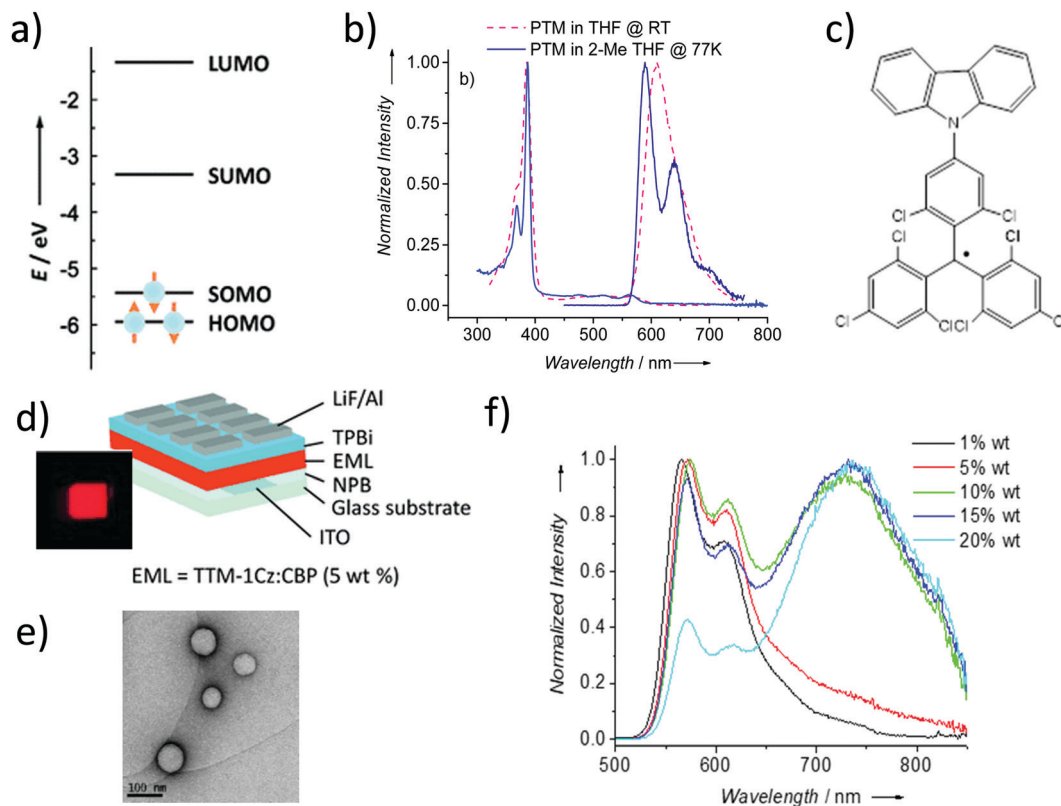 a)
LUMO
-2
-3
SUMO
-4
-5
SOMO
HOMO
-6
E / eV
b)
PTM in THF @ RT
PTM in 2-Me THF @ 77K
b)
1.00
0.75
0.50
0.25
0.00
Normalized Intensity
300 400 500 600 700 800
Wavelength / nm
c)
N
Cl Cl
Cl Cl
Cl ClCl Cl
d)
LiF/Al
TPBi
EML
NPB
Glass substrate
ITO
EML = TTM-1Cz:CBP (5 wt %)
e)
100 nm
f)
1% wt
5% wt
10% wt
15% wt
20% wt
1.0
0.8
0.6
0.4
0.2
0.0
Normalized Intensity
500 600 700 800
Wavelength / nm